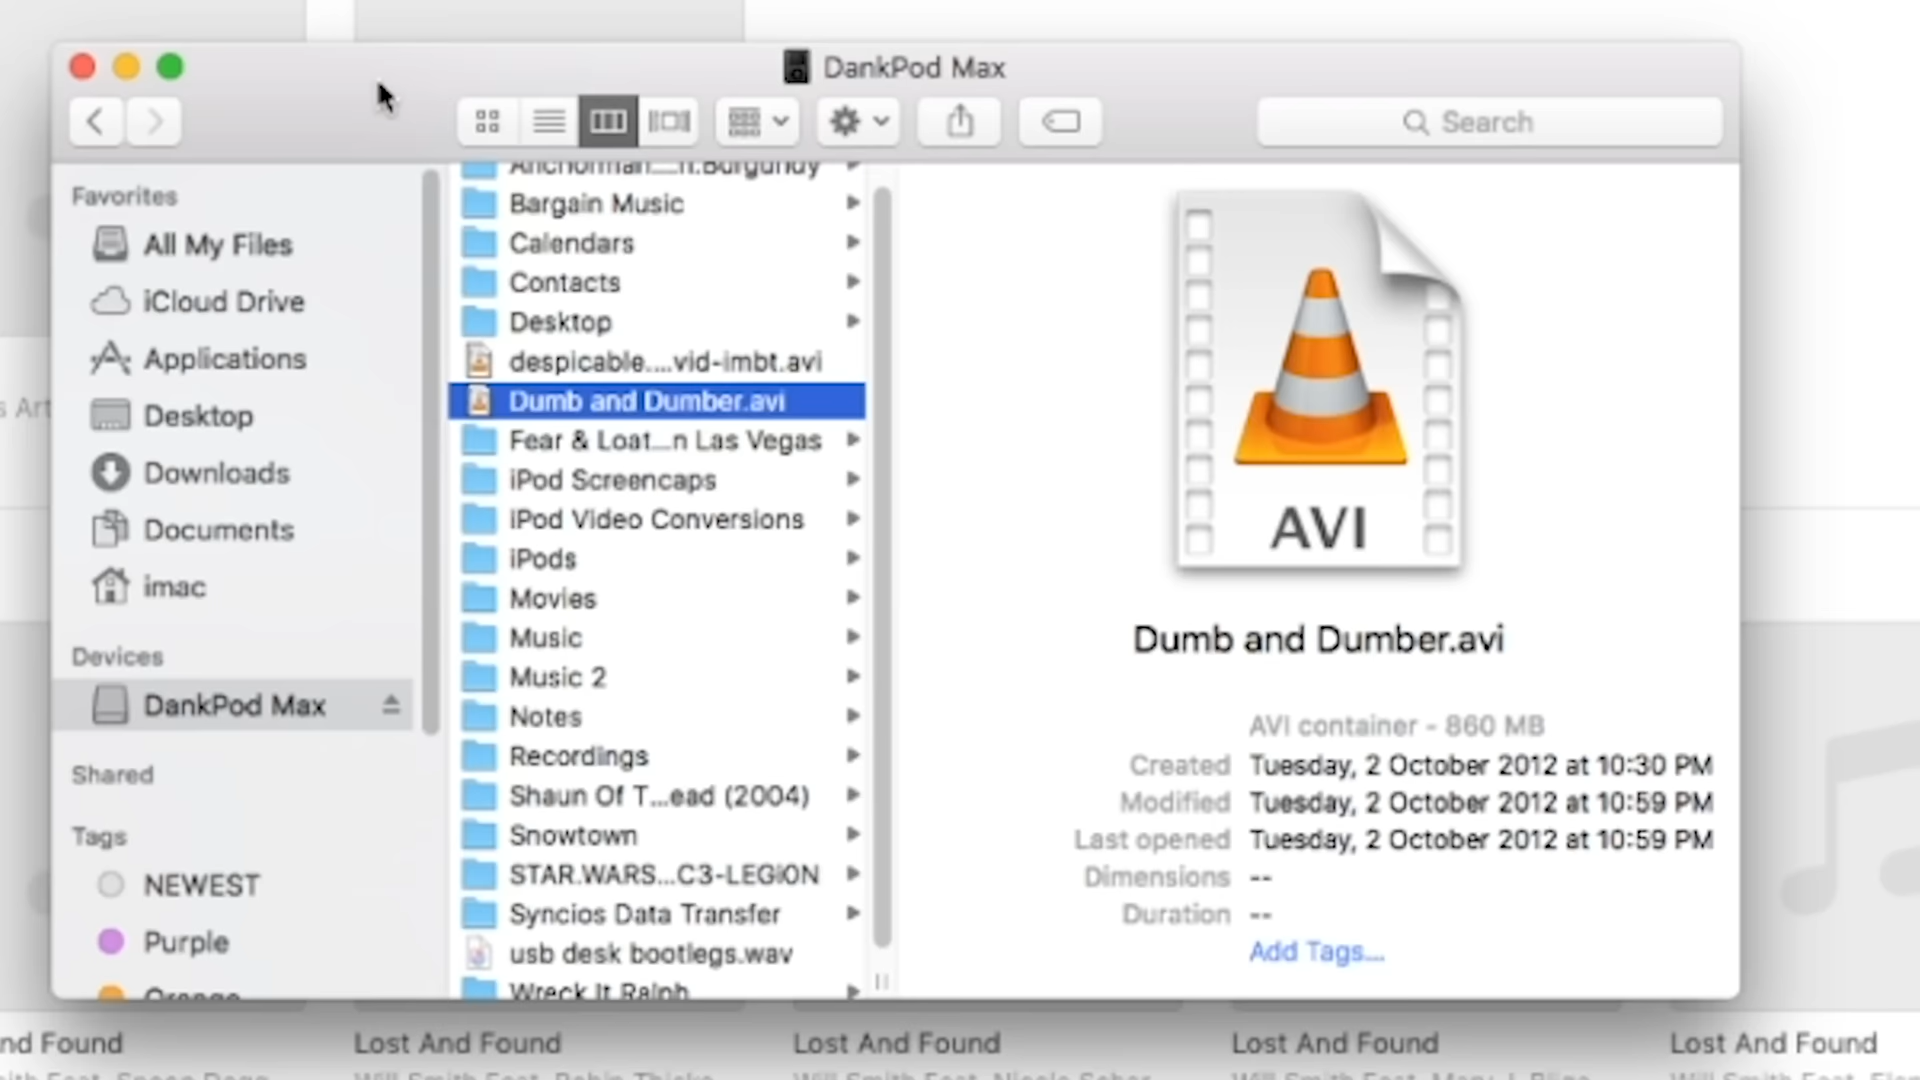 DankPod Max
Search
Favorites
All My Files
iCloud Drive
Applications
Desktop
Downloads
Documents
imac
Devices
DankPod Max
Shared
Tags
NEWEST
Purple
Orange
Anchorman...n.Burgundy
Bargain Music
Calendars
Contacts
Desktop
despicable....vid-imbt.avi
Dumb and Dumber.avi
Fear & Loat...n Las Vegas
iPod Screencaps
iPod Video Conversions
iPods
Movies
Music
Music 2
Notes
Recordings
Shaun Of T...ead (2004)
Snowtown
STAR.WARS...C3-LEGiON
Syncios Data Transfer
usb desk bootlegs.wav
Wreck It Ralph
AVI
Dumb and Dumber.avi
AVI container - 860 MB
Created Tuesday, 2 October 2012 at 10:30 PM
Modified Tuesday, 2 October 2012 at 10:59 PM
Last opened Tuesday, 2 October 2012 at 10:59 PM
Dimensions --
Duration --
Add Tags...
s Art
nd Found
Lost And Found
Lost And Found
Lost And Found
Lost And Found